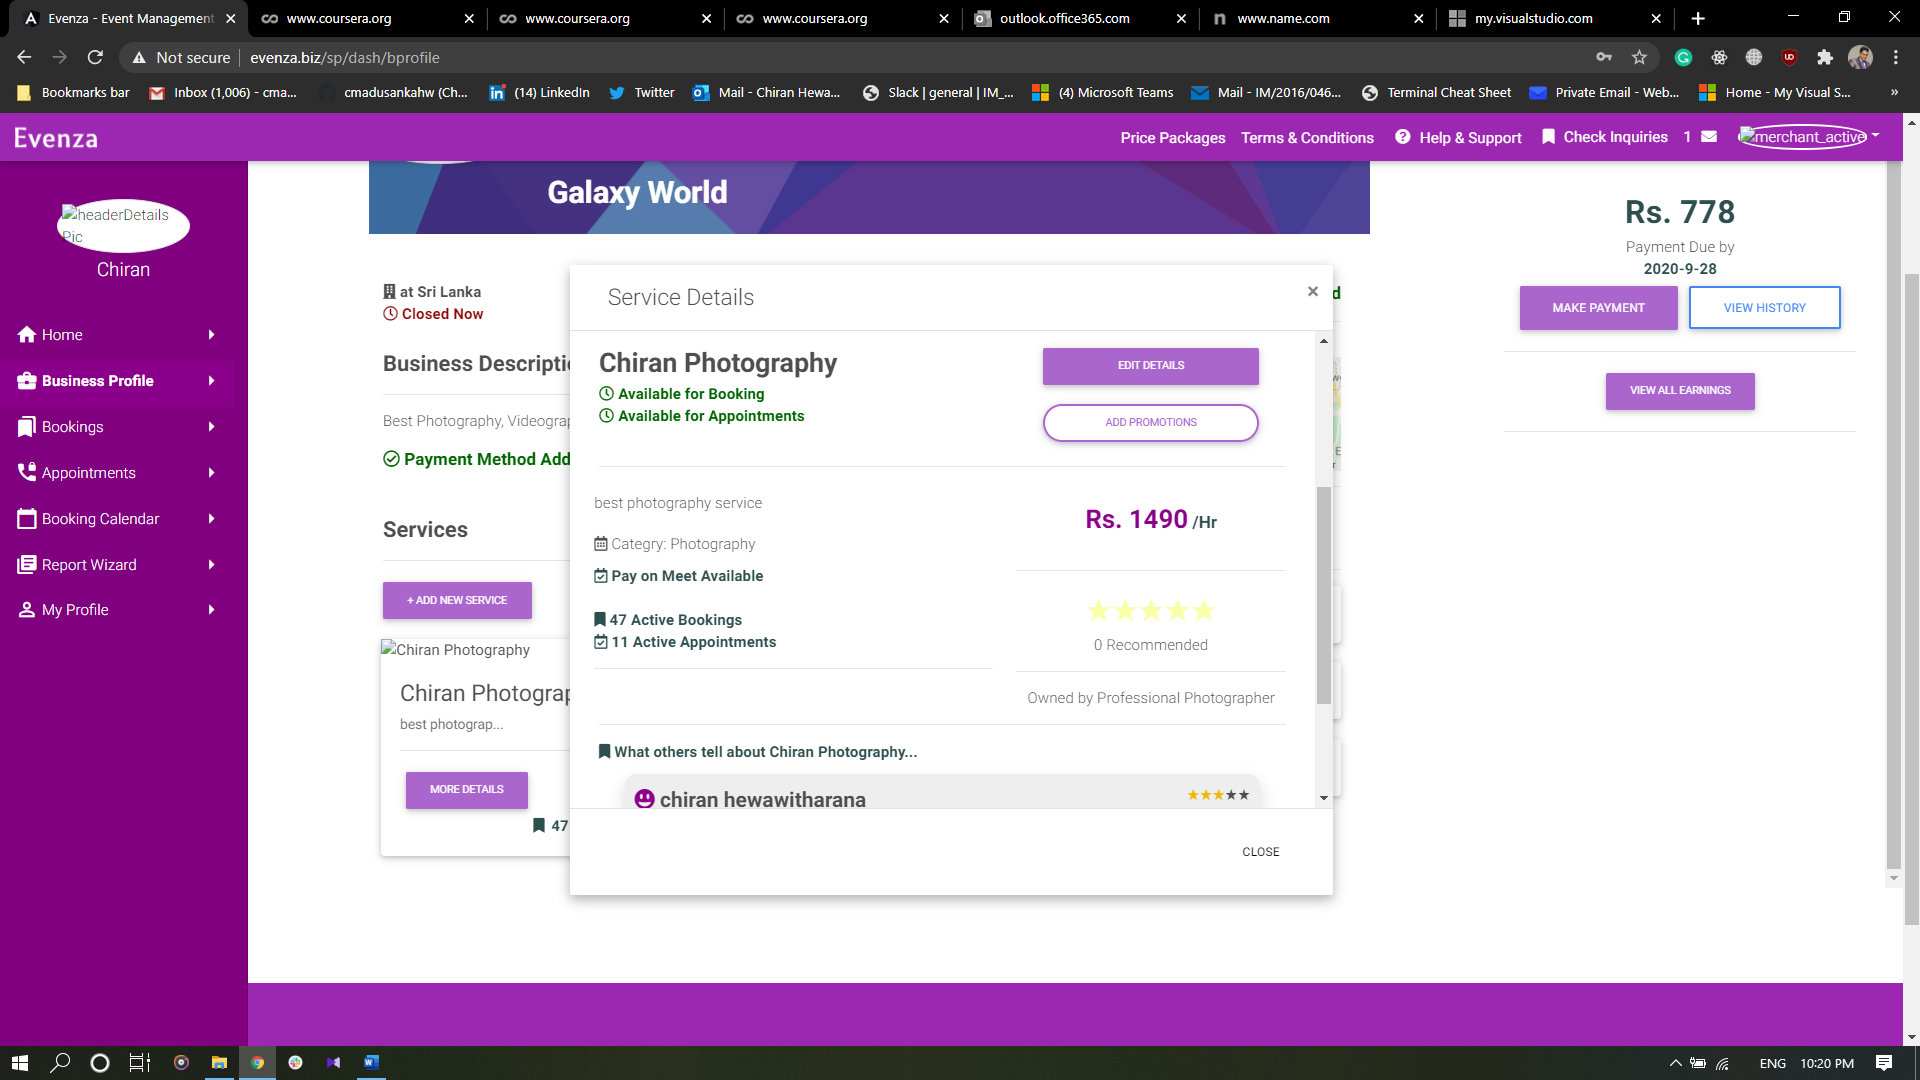 Evenza - Event Management
www.coursera.org
www.coursera.org
www.coursera.org
outlook.office365.com
www.name.com
my.visualstudio.com
Not secure
evenza.biz/sp/dash/bprofile
Bookmarks bar
Inbox (1,006) - cma...
cmadusankahw (Ch...
(14) LinkedIn
Twitter
Mail - Chiran Hewa...
Slack | general | IM_...
(4) Microsoft Teams
Mail - IM/2016/046...
Terminal Cheat Sheet
Private Email - Web...
Home - My Visual S...
»
Evenza
Price Packages
Terms & Conditions
Help & Support
Check Inquiries
1
merchant_active
headerDetails
Pic
Chiran
Home
Business Profile
Bookings
Appointments
Booking Calendar
Report Wizard
My Profile
Galaxy World
at Sri Lanka
Closed Now
Business Descripti
Best Photography, Videograp
Payment Method Add
Services
+ ADD NEW SERVICE
Chiran Photography
Chiran Photograp
best photograp...
MORE DETAILS
47
Service Details
×
d
Chiran Photography
Available for Booking
Available for Appointments
EDIT DETAILS
ADD PROMOTIONS
best photography service
Categry: Photography
Pay on Meet Available
47 Active Bookings
11 Active Appointments
Rs. 1490 /Hr
0 Recommended
Owned by Professional Photographer
What others tell about Chiran Photography...
chiran hewawitharana
CLOSE
Rs. 778
Payment Due by
2020-9-28
MAKE PAYMENT
VIEW HISTORY
VIEW ALL EARNINGS
ENG
10:20 PM